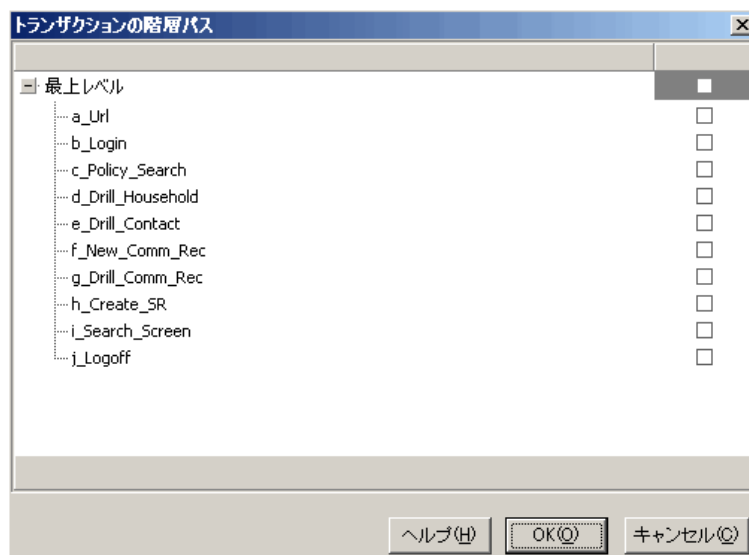 トランザクションの階層パス
最上レベル
a_Url
b_Login
c_Policy_Search
d_Drill_Household
e_Drill_Contact
f_New_Comm_Rec
g_Drill_Comm_Rec
h_Create_SR
i_Search_Screen
j_Logoff
ヘルプ(H) OK(O) キャンセル(C)